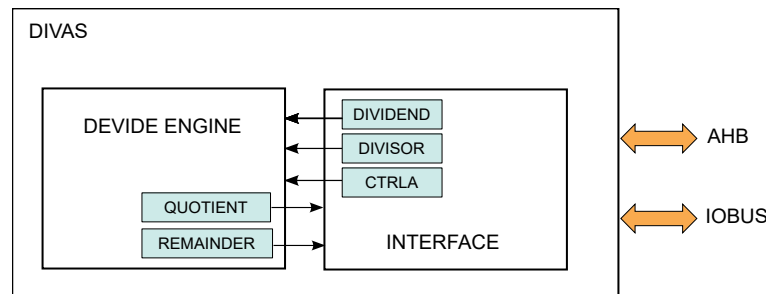 DIVAS
DEVIDE ENGINE
DIVIDEND
DIVISOR
CTRLA
QUOTIENT
REMAINDER
INTERFACE
AHB
IOBUS